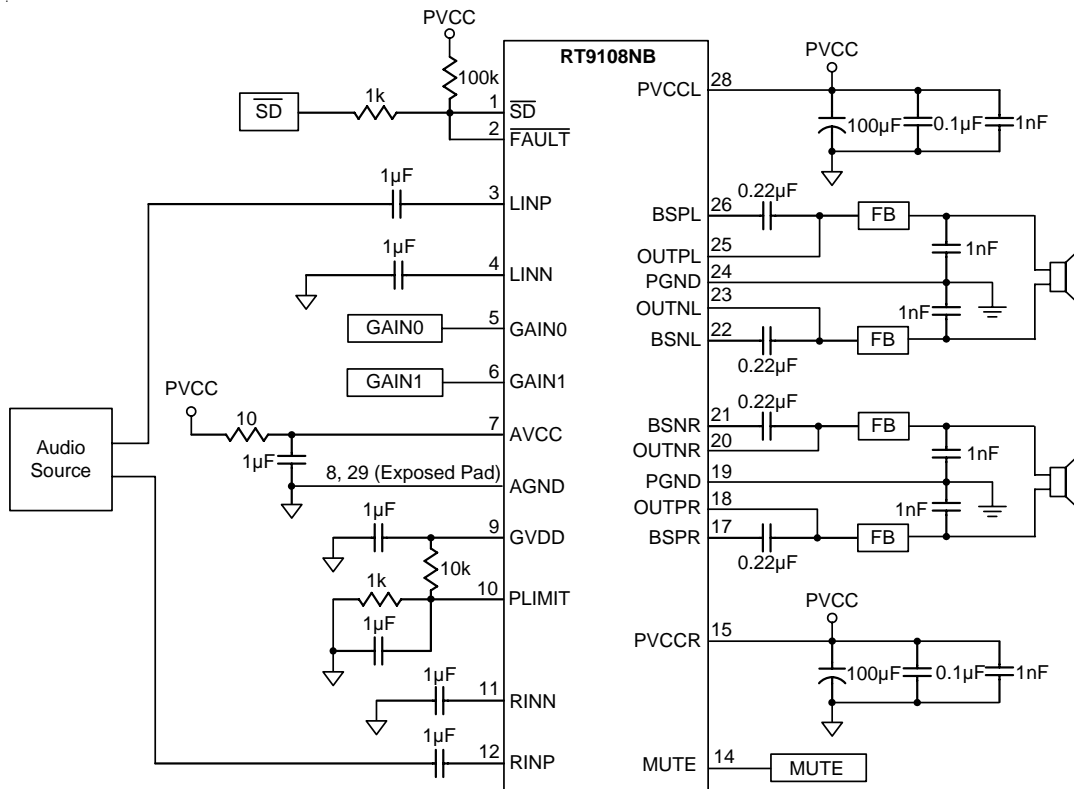 PVCC
RT9108NB
PVCC
100k
PVCCL
28
SD
1k
1
SD
100µF
0.1µF
1nF
2
FAULT
1µF
3
LINP
0.22µF
BSPL
26
FB
1µF
4
LINN
OUTPL
25
1nF
PGND
24
OUTNL
23
1nF
GAIN0
5
GAIN0
BSNL
22
FB
0.22µF
GAIN1
6
GAIN1
PVCC
10
7
AVCC
0.22µF
BSNR
21
FB
Audio
Source
1µF
OUTNR
20
1nF
8, 29 (Exposed Pad)
AGND
PGND
19
OUTPR
18
1nF
1µF
9
GVDD
BSPR
17
FB
0.22µF
10k
1k
10
PLIMIT
1µF
PVCC
PVCCR
15
100µF
0.1µF
1nF
1µF
11
RINN
1µF
12
RINP
MUTE
14
MUTE